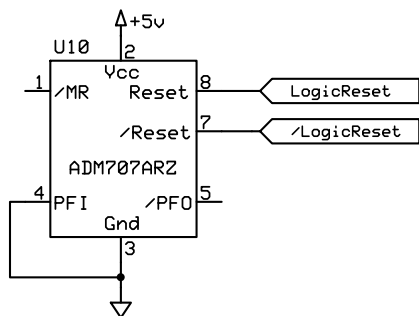 +5v
U10
2
Vcc
1 /MR Reset 8 LogicReset
/Reset 7 /LogicReset
ADM707ARZ
4 PFI /PFO 5
Gnd
3